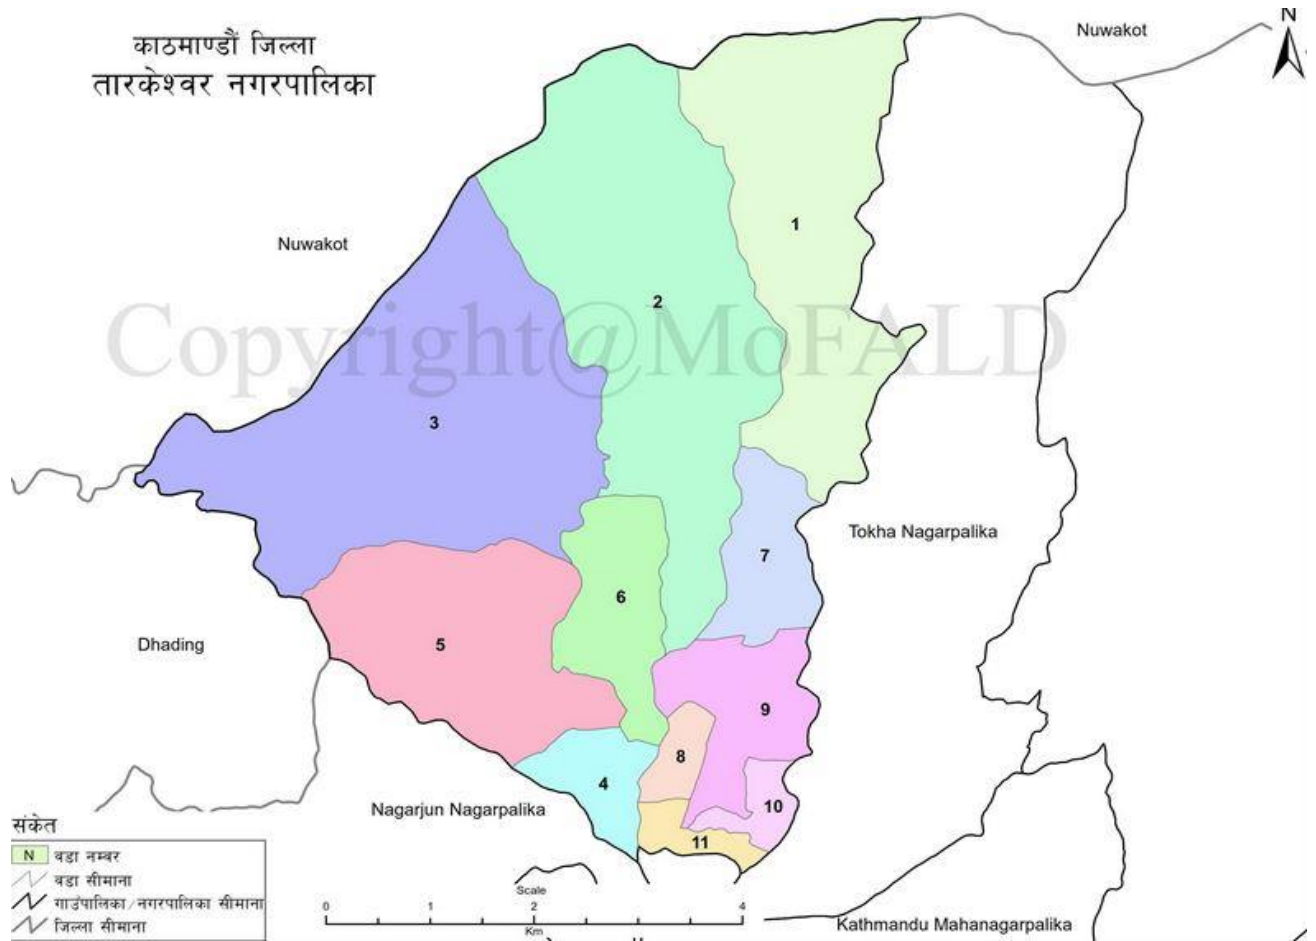 काठमाण्डौं जिल्ला
तारकेश्वर नगरपालिका
Nuwakot
N
Nuwakot
1
2
Copyright@MoFALD
3
Tokha Nagarpalika
7
6
Dhading
5
9
8
4
10
Nagarjun Nagarpalika
11
संकेत
N वडा नम्बर
वडा सीमाना
गाउँपालिका/नगरपालिका सीमाना
जिल्ला सीमाना
Scale
0 1 2 4
Km
Kathmandu Mahanagarpalika